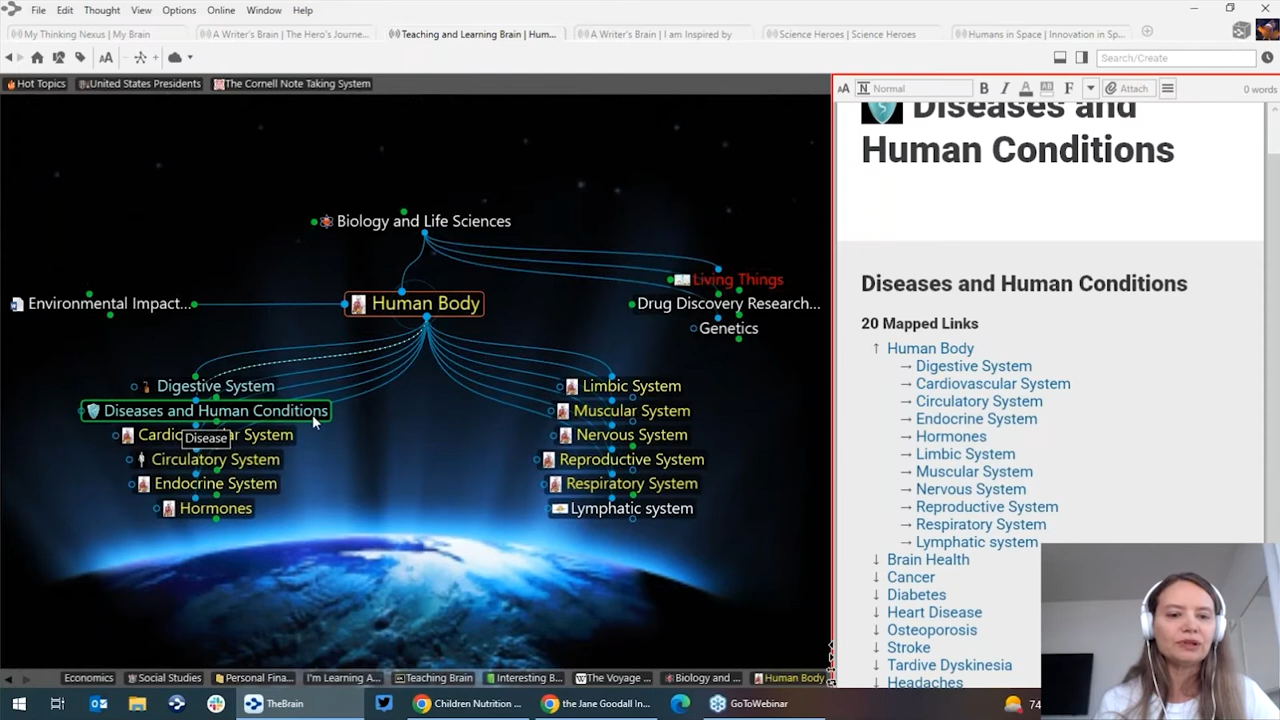 File Edit View Thought Options Online Window Help
My Thinking Nexus | My Brain
A Writer's Brain | The Hero's Journe...
Teaching and Learning Brain | Hum...
A Writer's Brain | I am Inspired by
Science Heroes | Science Heroes
Humans in Space | Innovation in Sp...
AA
Search/Create
Hot Topics
United States Presidents
The Cornell Note Taking System
AA
N Normal
B I A F
Attach
0 words
Diseases and
Human Conditions
Biology and Life Sciences
Living Things
Environmental Impact...
Human Body
Drug Discovery Research...
Genetics
Digestive System
Diseases and Human Conditions
Disease
Circulatory System
Endocrine System
Hormones
Limbic System
Muscular System
Nervous System
Reproductive System
Respiratory System
Lymphatic system
Diseases and Human Conditions
20 Mapped Links
↑ Human Body
→ Digestive System
→ Cardiovascular System
→ Circulatory System
→ Endocrine System
→ Hormones
→ Limbic System
→ Muscular System
→ Nervous System
→ Reproductive System
→ Respiratory System
→ Lymphatic system
↓ Brain Health
↓ Cancer
↓ Diabetes
↓ Heart Disease
↓ Osteoporosis
↓ Stroke
↓ Tardive Dyskinesia
↓ Headaches
Economics
Social Studies
Personal Fina...
I'm Learning A...
Teaching Brain
Interesting B...
The Voyage ...
Biology and ...
Human Body
TheBrain
Children Nutrition ...
the Jane Goodall In...
GoToWebinar